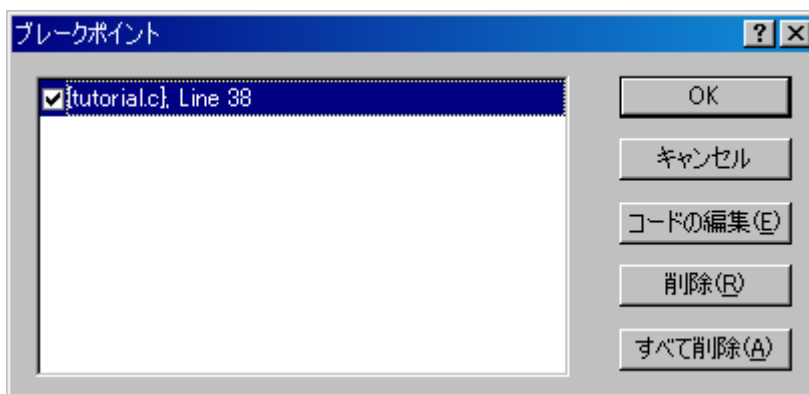 ブレークポイント
{tutorial.c}, Line 38
OK
キャンセル
コードの編集(E)
削除(R)
すべて削除(A)